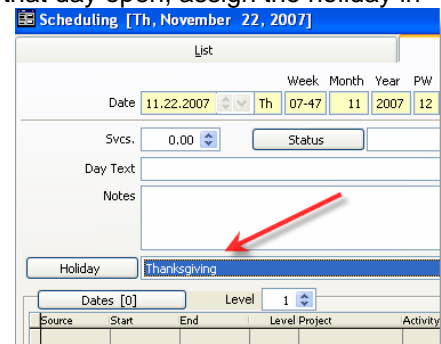 that day open, assign the holiday in
Scheduling [Th, November 22, 2007]
List
Week Month Year PW
Date 11.22.2007 Th 07-47 11 2007 12
Svcs. 0.00 Status
Day Text
Notes
Holiday Thanksgiving
Dates [0] Level 1
Source Start End Level Project Activity